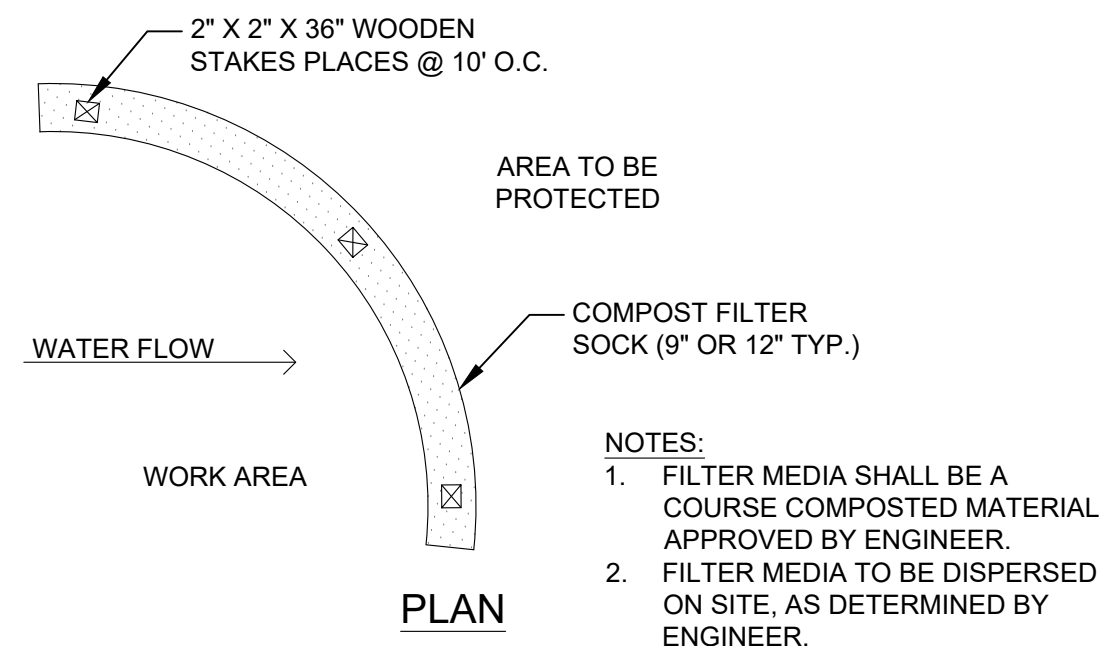 2" X 2" X 36" WOODEN
STAKES PLACES @ 10' O.C.
AREA TO BE
PROTECTED
COMPOST FILTER
SOCK (9" OR 12" TYP.)
WATER FLOW
WORK AREA
NOTES:
1. FILTER MEDIA SHALL BE A
COURSE COMPOSTED MATERIAL
APPROVED BY ENGINEER.
2. FILTER MEDIA TO BE DISPERSED
ON SITE, AS DETERMINED BY
ENGINEER.
PLAN